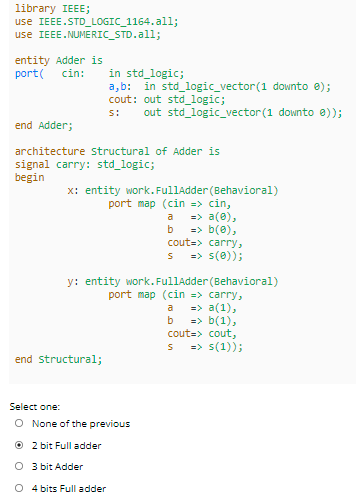 library IEEE;
use IEEE.STD_LOGIC_1164.all;
use IEEE.NUMERIC_STD.all;
entity Adder is
port( cin: in std_logic;
a,b: in std_logic_vector(1 downto 0);
cout: out std_logic;
s: out std_logic_vector(1 downto 0));
end Adder;
architecture Structural of Adder is
signal carry: std_logic;
begin
x: entity work.FullAdder(Behavioral)
port map (cin => cin,
a => a(0),
b => b(0),
cout=> carry,
s => s(0));
y: entity work.FullAdder(Behavioral)
port map (cin => carry,
a => a(1),
b => b(1),
cout=> cout,
s => s(1));
end Structural;
Select one:
None of the previous
2 bit Full adder
3 bit Adder
4 bits Full adder